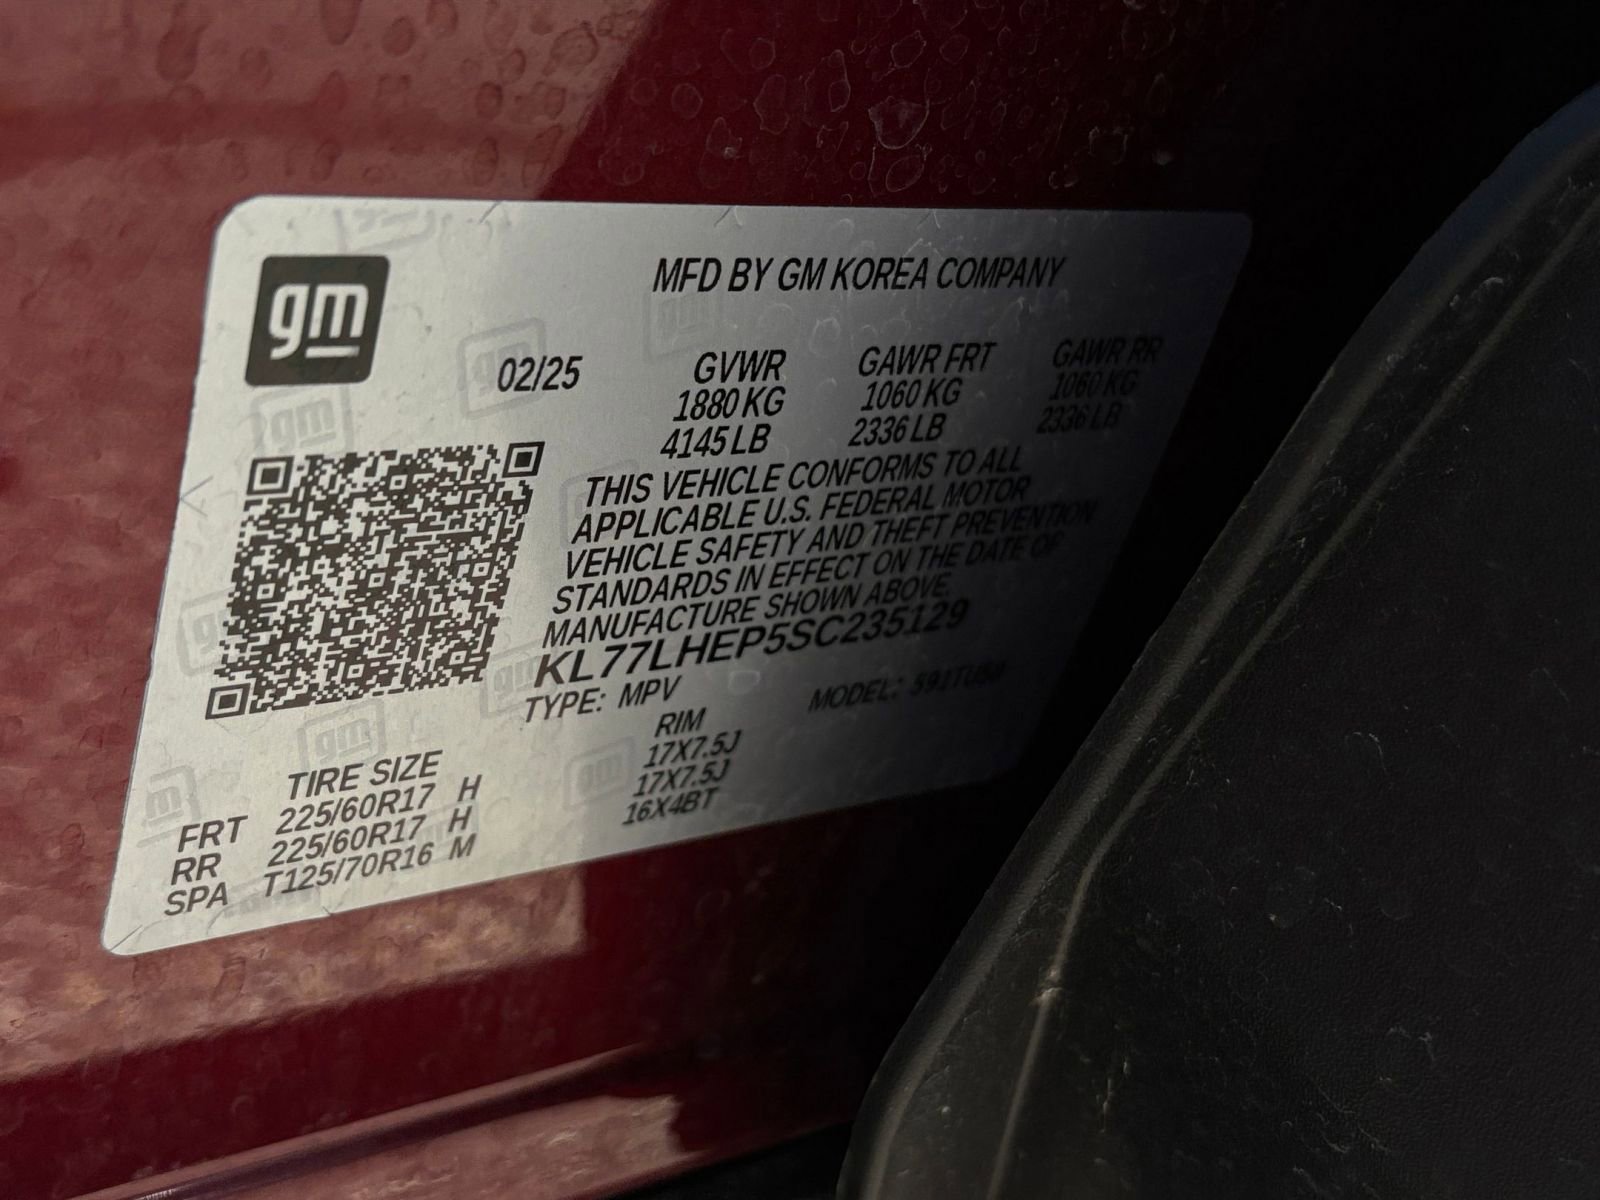 gm
MFD BY GM KOREA COMPANY
02/25 GVWR GAWR FRT GAWR RR
1880 KG 1060 KG 1060 KG
4145 LB 2336 LB 2336 LB
THIS VEHICLE CONFORMS TO ALL
APPLICABLE U.S. FEDERAL MOTOR
VEHICLE SAFETY AND THEFT PREVENTION
STANDARDS IN EFFECT ON THE DATE OF
MANUFACTURE SHOWN ABOVE.
KL77LHEP5SC235129
TYPE: MPV MODEL:
TIRE SIZE RIM
FRT 225/60R17 H 17X7.5J
RR 225/60R17 H 17X7.5J
SPA T125/70R16 M 16X4BT